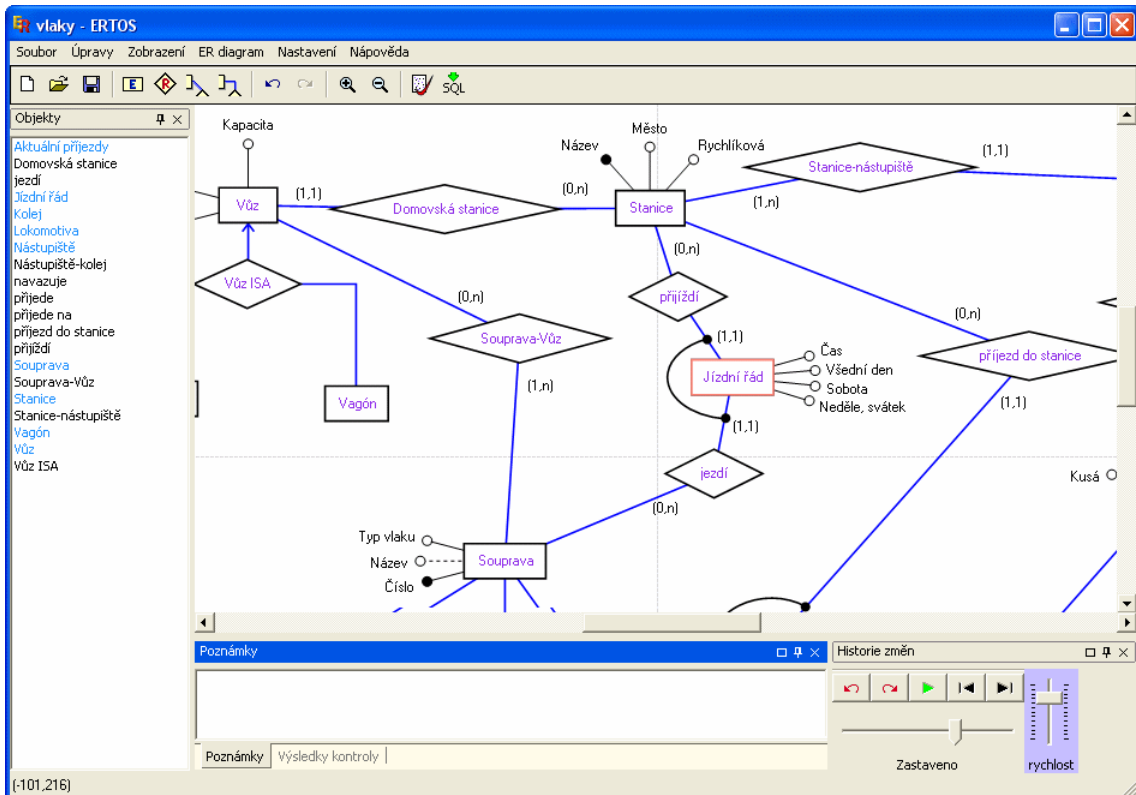 vlaky - ERTOS
Soubor Úpravy Zobrazení ER diagram Nastavení Nápověda
E R SQL
Objekty
Aktuální příjezdy
Domovská stanice
jezdí
Jízdní řád
Kolej
Lokomotiva
Nástupiště
Nástupiště-kolej
navazuje
přijede
přijede na
příjezd do stanice
přijíždí
Souprava
Souprava-Vůz
Stanice
Stanice-nástupiště
Vagón
Vůz
Vůz ISA
Kapacita
Město
Název
Rychlíková
(1,1)
Stanice-nástupiště
Vůz
(1,1)
Domovská stanice
(0,n)
Stanice
(1,n)
(0,n)
Vůz ISA
přijíždí
(0,n)
(0,n)
Souprava-Vůz
(1,1)
příjezd do stanice
Čas
Všední den
Jízdní řád
Sobota
Neděle, svátek
(1,n)
Vagón
(1,1)
(1,1)
jezdí
Kusá
(0,n)
Typ vlaku
Název
Souprava
Číslo
Poznámky
Historie změn
Poznámky Výsledky kontroly
Zastaveno
rychlost
(-101,216)